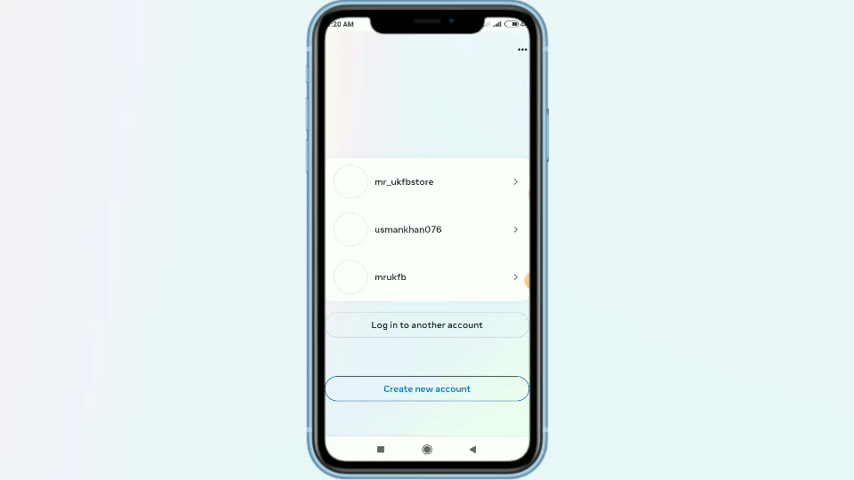 :20 AM
mr_ukfbstore
usmankhan076
mrukfb
Log in to another account
Create new account